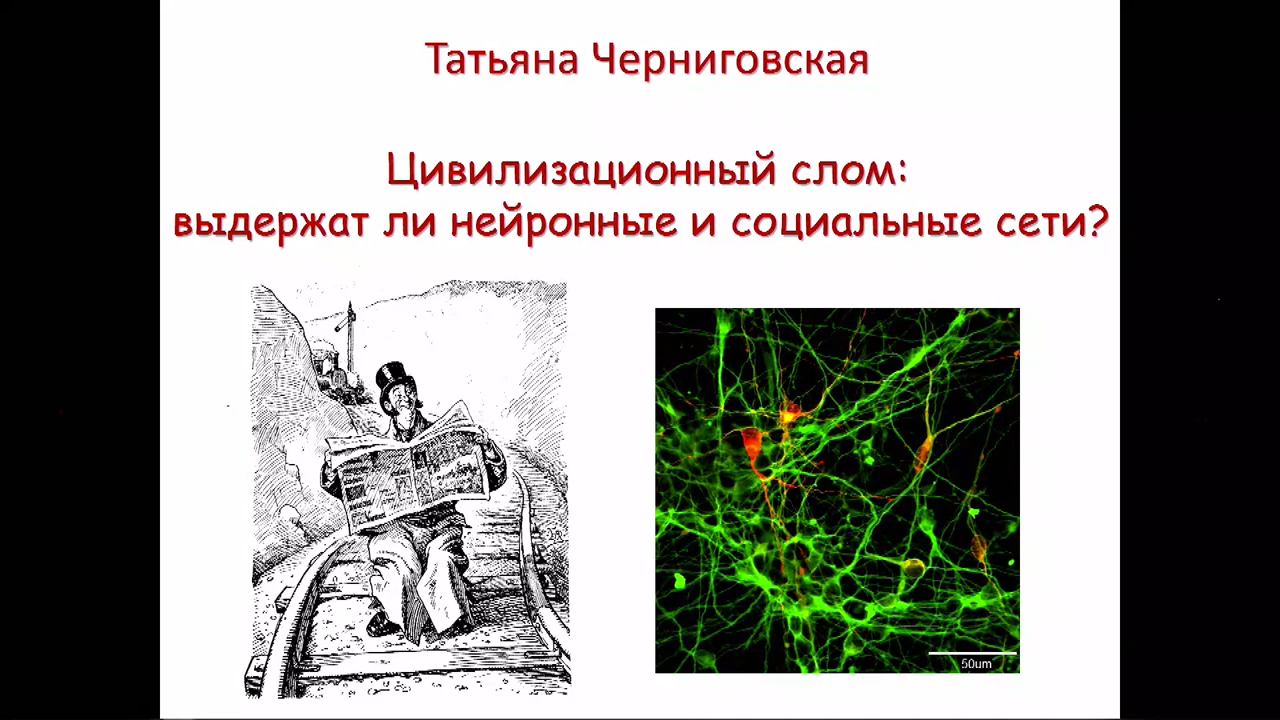 Татьяна Черниговская
Цивилизационный слом:
выдержат ли нейронные и социальные сети?
50um